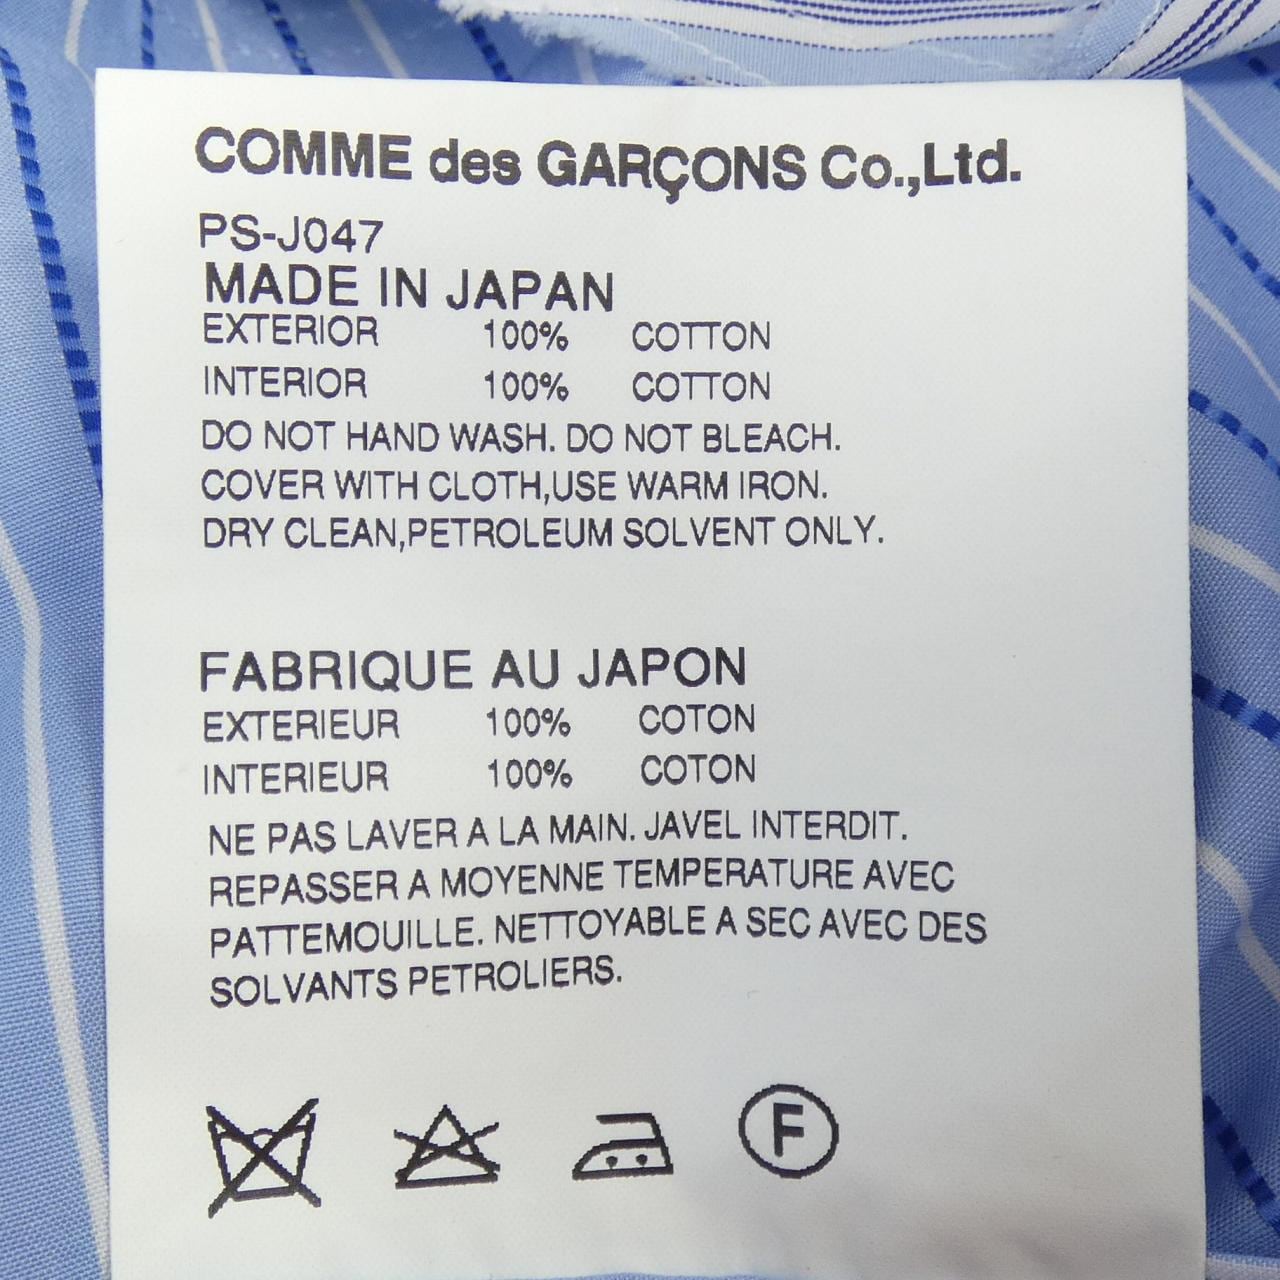 COMME des GARÇONS Co.,Ltd.
PS-J047
MADE IN JAPAN
EXTERIOR 100% COTTON
INTERIOR 100% COTTON
DO NOT HAND WASH. DO NOT BLEACH.
COVER WITH CLOTH,USE WARM IRON.
DRY CLEAN,PETROLEUM SOLVENT ONLY.
FABRIQUE AU JAPON
EXTERIEUR 100% COTON
INTERIEUR 100% COTON
NE PAS LAVER A LA MAIN. JAVEL INTERDIT.
REPASSER A MOYENNE TEMPERATURE AVEC
PATTEMOUILLE. NETTOYABLE A SEC AVEC DES
SOLVANTS PETROLIERS.
F